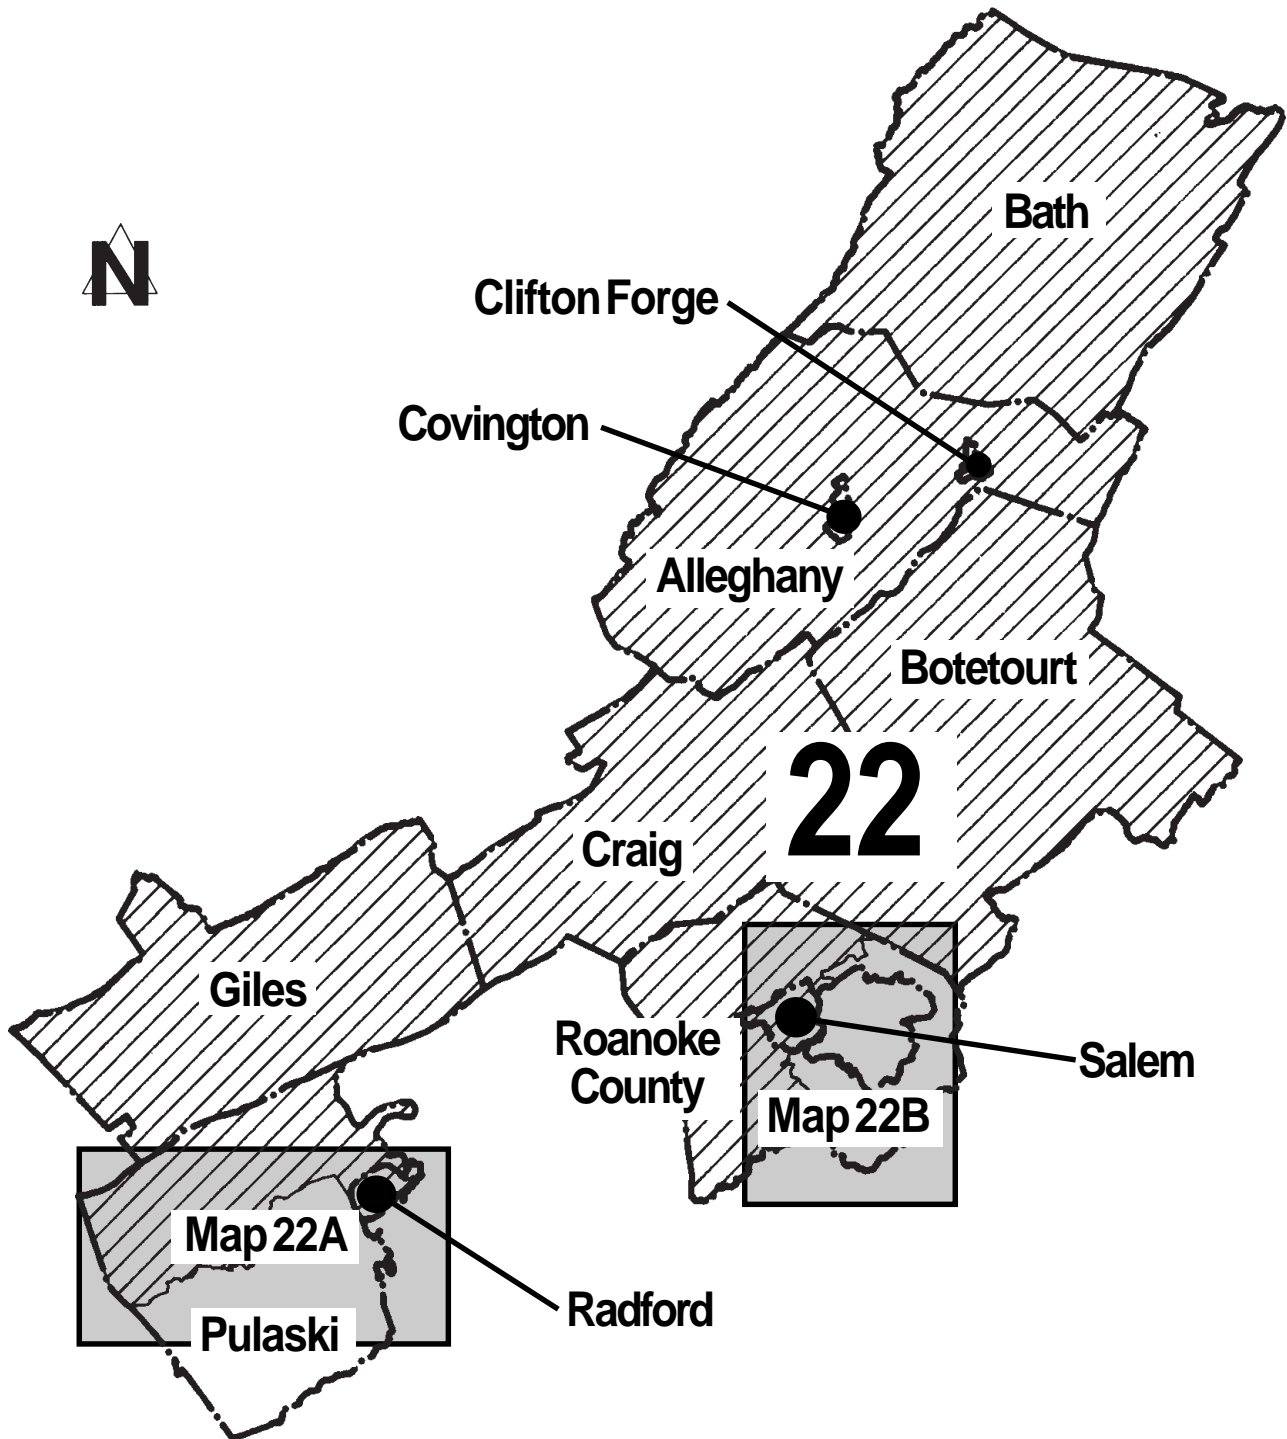 Bath
N
Clifton Forge
Covington
Alleghany
Botetourt
22
Craig
Giles
Roanoke
County
Salem
Map 22B
Map 22A
Radford
Pulaski